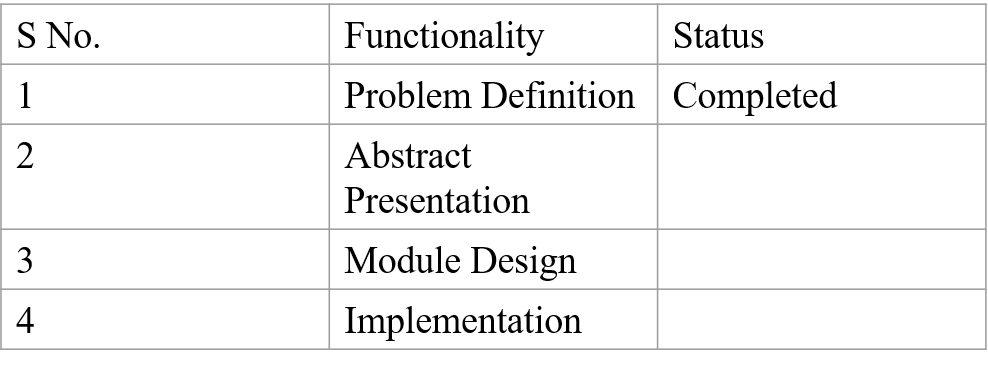 S No. Functionality Status
1 Problem Definition Completed
2 Abstract
Presentation
3 Module Design
4 Implementation